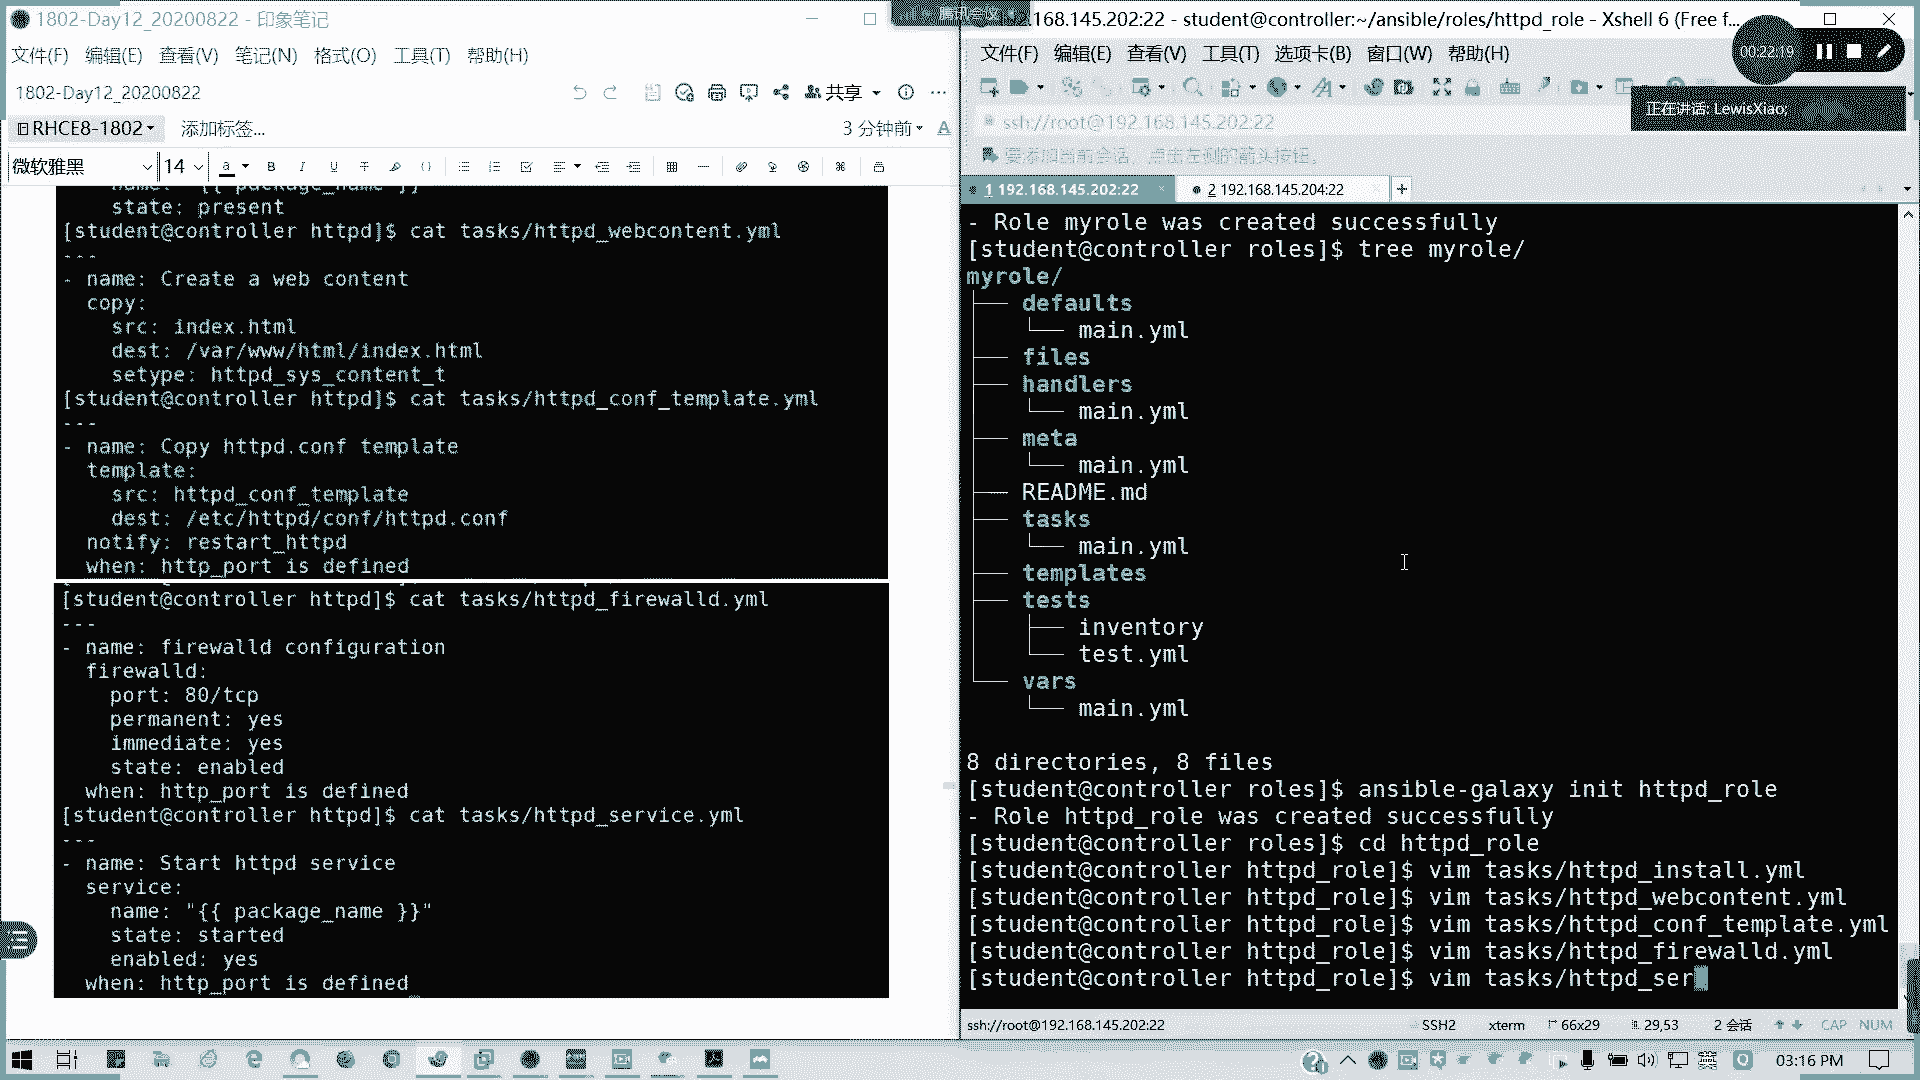 1802-Day12_20200822 - 印象笔记
文件(F) 编辑(E) 查看(V) 笔记(N) 格式(O) 工具(T) 帮助(H)
1802-Day12_20200822
共享
RHCE8-1802
添加标签...
3 分钟前
微软雅黑
14
name: "{{ package_name }}"
state: present
[student@controller httpd]$ cat tasks/httpd_webcontent.yml
---
- name: Create a web content
copy:
src: index.html
dest: /var/www/html/index.html
setype: httpd_sys_content_t
[student@controller httpd]$ cat tasks/httpd_conf_template.yml
---
- name: Copy httpd.conf template
template:
src: httpd_conf_template
dest: /etc/httpd/conf/httpd.conf
notify: restart_httpd
when: http_port is defined
[student@controller httpd]$ cat tasks/httpd_firewalld.yml
---
- name: firewalld configuration
firewalld:
port: 80/tcp
permanent: yes
immediate: yes
state: enabled
when: http_port is defined
[student@controller httpd]$ cat tasks/httpd_service.yml
---
- name: Start httpd service
service:
name: "{{ package_name }}"
state: started
enabled: yes
when: http_port is defined
腾讯会议
.168.145.202:22 - student@controller:~/ansible/roles/httpd_role - Xshell 6 (Free f...
文件(F) 编辑(E) 查看(V) 工具(T) 选项卡(B) 窗口(W) 帮助(H)
00:22:19
正在讲话: LewisXiao;
ssh://root@192.168.145.202:22
要添加当前会话，点击左侧的箭头按钮。
1 192.168.145.202:22
2 192.168.145.204:22
- Role myrole was created successfully
[student@controller roles]$ tree myrole/
myrole/
├── defaults
│   └── main.yml
├── files
├── handlers
│   └── main.yml
├── meta
│   └── main.yml
├── README.md
├── tasks
│   └── main.yml
├── templates
├── tests
│   ├── inventory
│   └── test.yml
└── vars
└── main.yml
8 directories, 8 files
[student@controller roles]$ ansible-galaxy init httpd_role
- Role httpd_role was created successfully
[student@controller roles]$ cd httpd_role
[student@controller httpd_role]$ vim tasks/httpd_install.yml
[student@controller httpd_role]$ vim tasks/httpd_webcontent.yml
[student@controller httpd_role]$ vim tasks/httpd_conf_template.yml
[student@controller httpd_role]$ vim tasks/httpd_firewalld.yml
[student@controller httpd_role]$ vim tasks/httpd_ser
ssh://root@192.168.145.202:22
SSH2
xterm
66x29
29,53
2 会话
CAP NUM
英
03:16 PM